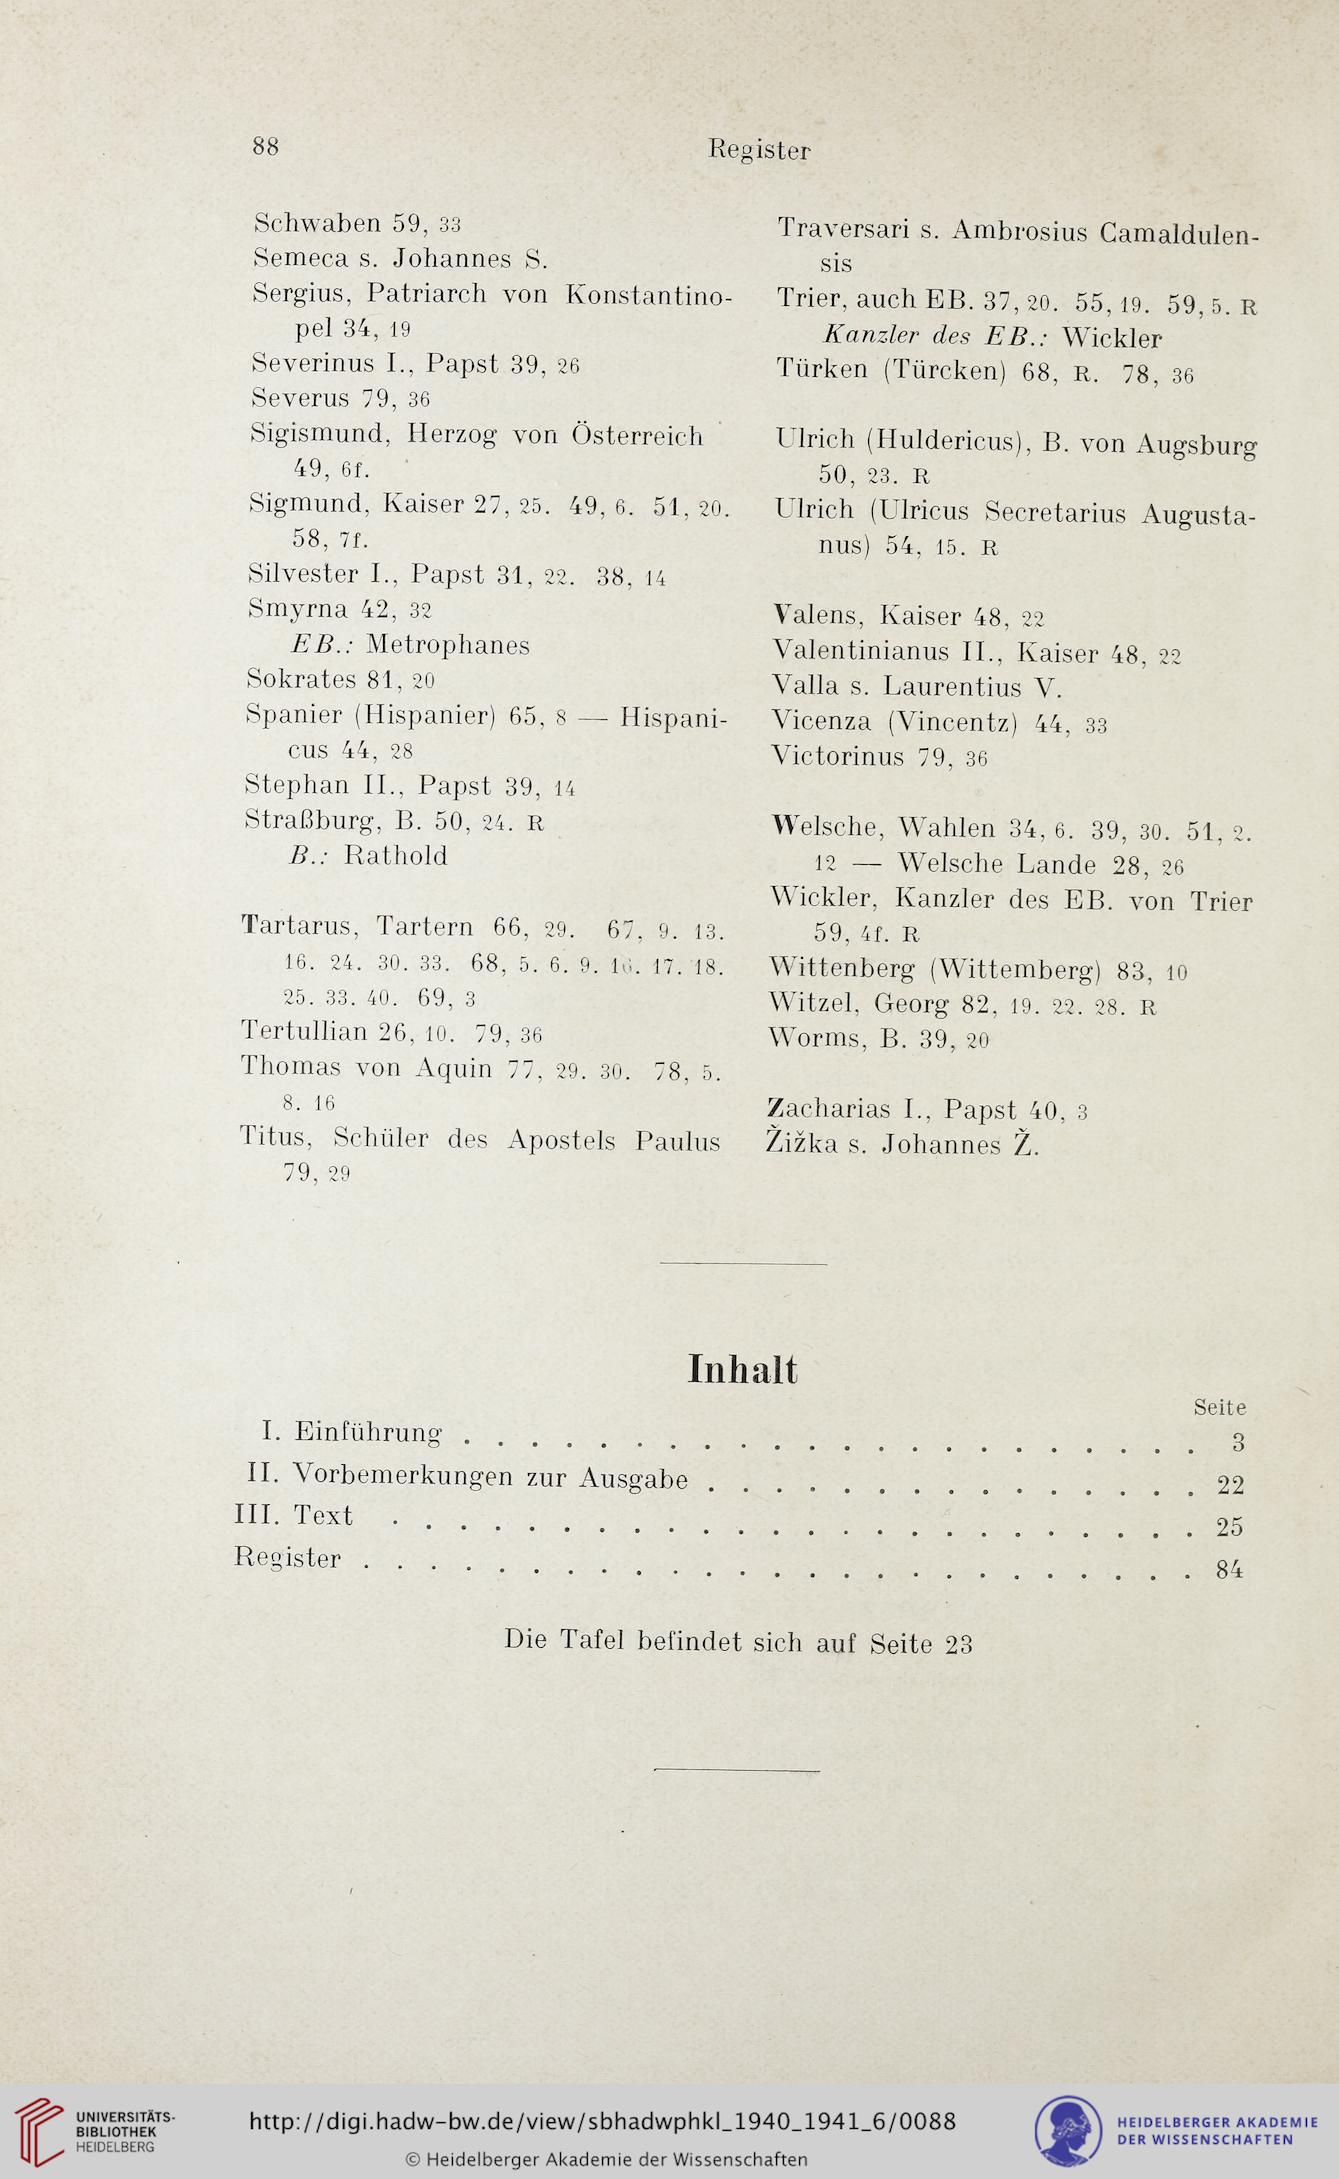 88
Register
Schwaben 59, 33
Semeca s. Johannes S.
Sergius, Patriarch von Konstantino-
pel 34, 19
Severinus I., Papst 39, 26
Severus 79, 36
Sigismund, Herzog von Österreich
49, 6f.
Sigmund, Kaiser 27, 25. 49, 6. 51, 20.
58, 7f.
Silvester I., Papst 31, 22. 38, 14
Smyrna 42, 32
EB.: Metrophanes
Sokrates 81, 20
Spanier (Hispanier) 65, 8 — Hispani-
cus 44, 28
Stephan II., Papst 39, 14
Straßburg, B. 50, 24. R
B.: Rathold
Tartarus, Tartern 66, 29. 67, 9. 13.
16. 24. 30. 33. 68, 5. 6. 9. 16. 17. 18.
25. 33. 40. 69, 3
Tertullian 26, 10. 79, 36
Thomas von Aquin 77, 29. 30. 78, 5.
8. 16
Titus, Schüler des Apostels Paulus
79, 29
Traversari s. Ambrosius Camaldulen-
sis
Trier, auch EB. 37, 20. 55, 19. 59, 5. R
Kanzler des EB.: Wickler
Türken (Türcken) 68, R. 78, 36
Ulrich (Huldericus), B. von Augsburg
50, 23. R
Ulrich (Ulricus Secretarius Augusta-
nus) 54, 15. R
Valens, Kaiser 48, 22
Valentinianus II., Kaiser 48, 22
Valla s. Laurentius V.
Vicenza (Vincentz) 44, 33
Victorinus 79, 36
Welsche, Wahlen 34, 6. 39, 30. 51, 2.
12 — Welsche Lande 28, 26
Wickler, Kanzler des EB. von Trier
59, 4f. R
Wittenberg (Wittemberg) 83, 10
Witzel, Georg 82, 19. 22. 28. R
Worms, B. 39, 20
Zacharias I., Papst 40, 3
Žižka s. Johannes Ž.
Inhalt
Seite
I. Einführung . . . . . . . . . . . . . . . . . . . . . . 3
II. Vorbemerkungen zur Ausgabe . . . . . . . . . . . . . . . 22
III. Text . . . . . . . . . . . . . . . . . . . . . . . . 25
Register . . . . . . . . . . . . . . . . . . . . . . . . . 84
Die Tafel befindet sich auf Seite 23
UNIVERSITÄTS-
BIBLIOTHEK
HEIDELBERG
http://digi.hadw-bw.de/view/sbhadwphkl_1940_1941_6/0088
© Heidelberger Akademie der Wissenschaften
HEIDELBERGER AKADEMIE
DER WISSENSCHAFTEN